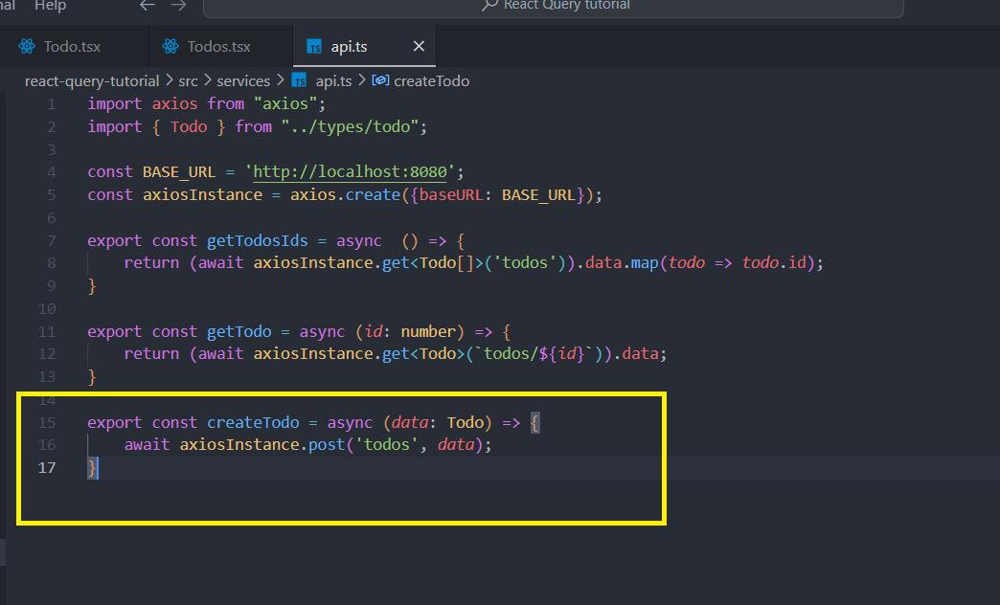 Help ← → React Query tutorial
Todo.tsx Todos.tsx TS api.ts ×
react-query-tutorial > src > services > TS api.ts > createTodo
1 import axios from "axios";
2 import { Todo } from "../types/todo";
3
4 const BASE_URL = 'http://localhost:8080';
5 const axiosInstance = axios.create({baseURL: BASE_URL});
6
7 export const getTodosIds = async  () => {
8     return (await axiosInstance.get<Todo[]>('todos')).data.map(todo => todo.id);
9 }
10
11 export const getTodo = async (id: number) => {
12     return (await axiosInstance.get<Todo>(`todos/${id}`)).data;
13 }
14
15 export const createTodo = async (data: Todo) => {
16     await axiosInstance.post('todos', data);
17 }